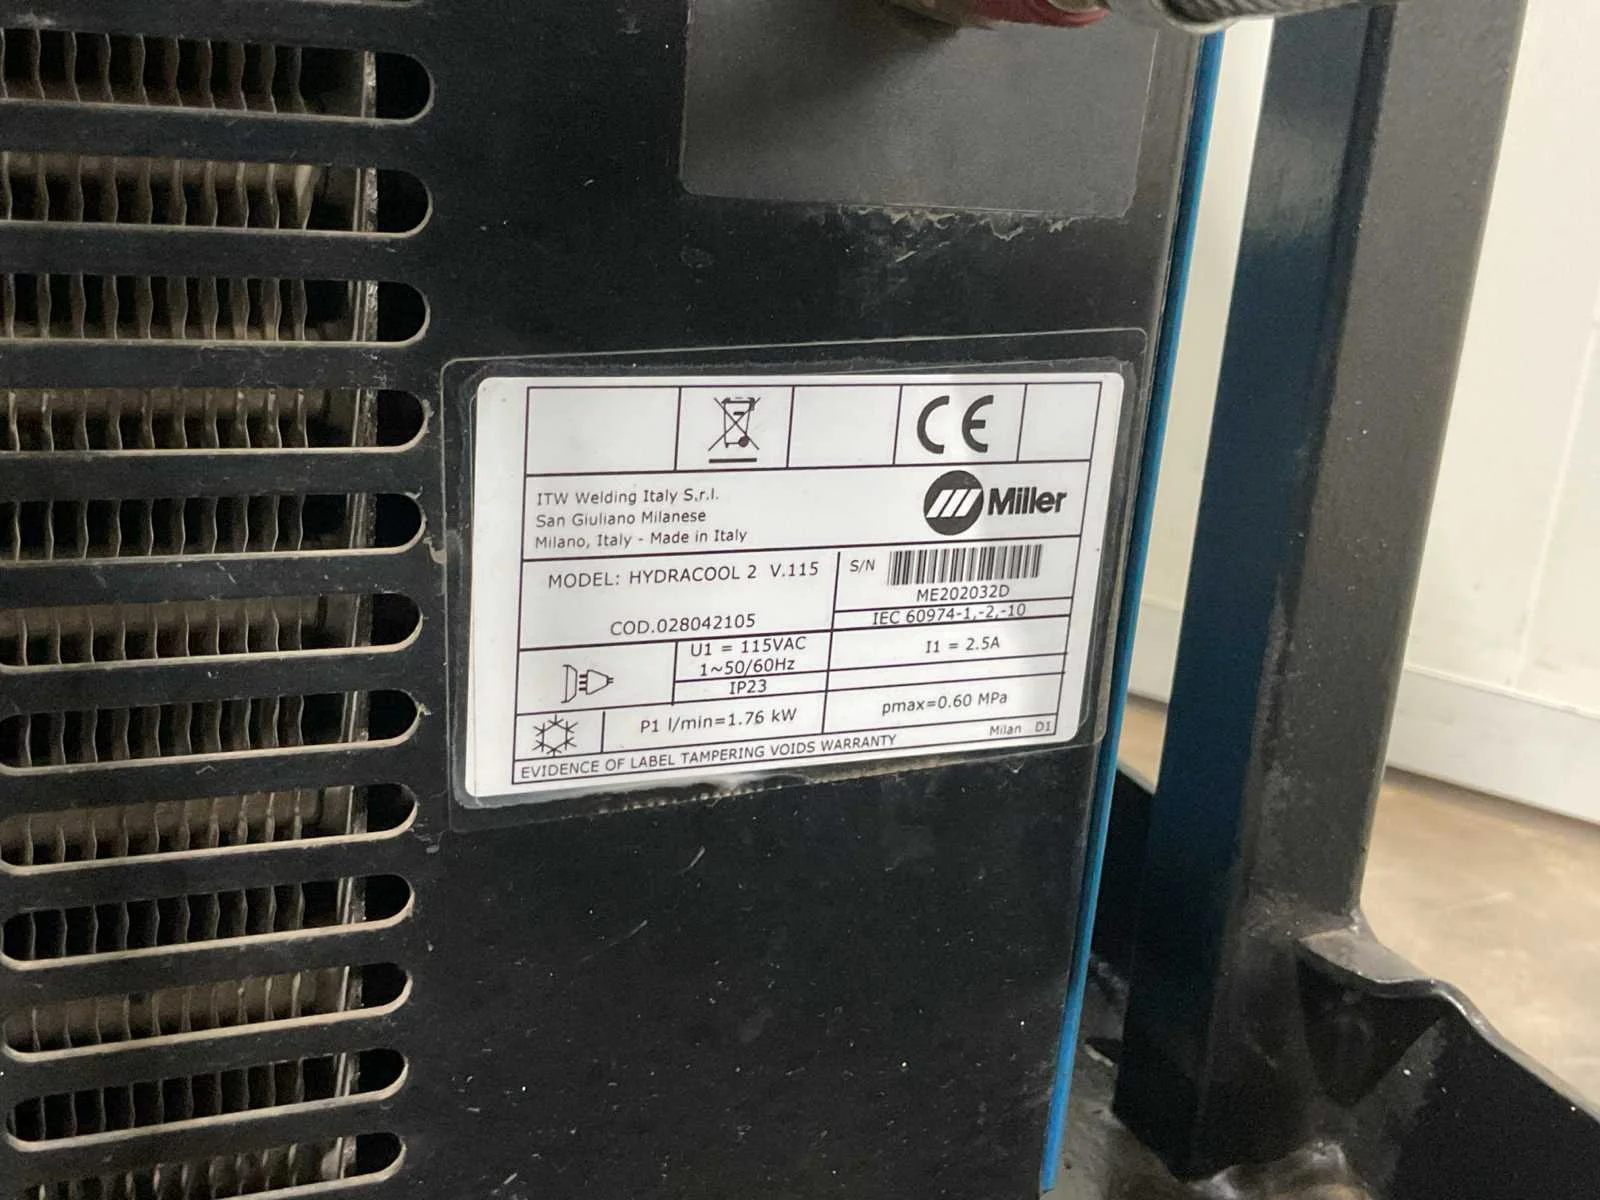 CE
ITW Welding Italy S.r.l.
San Giuliano Milanese
Milano, Italy - Made in Italy
Miller
MODEL: HYDRACOOL 2 V.115
COD.028042105
S/N
ME202032D
IEC 60974-1,-2,-10
U1 = 115VAC
1~50/60Hz
I1 = 2.5A
IP23
P1 l/min=1.76 kW
pmax=0.60 MPa
EVIDENCE OF LABEL TAMPERING VOIDS WARRANTY
Milan D1